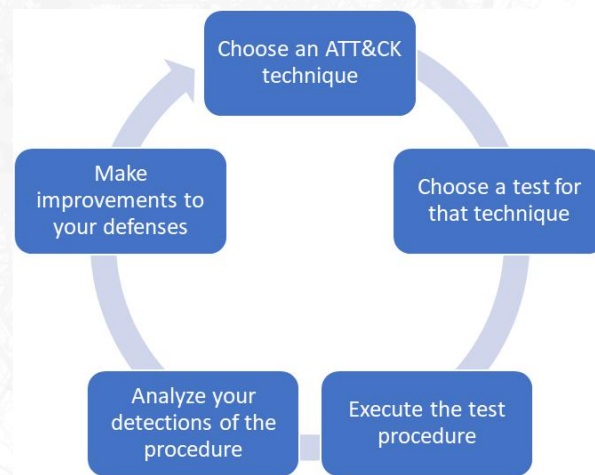 Choose an ATT&CK
technique
Choose a test for
that technique
Execute the test
procedure
Analyze your
detections of the
procedure
Make
improvements to
your defenses